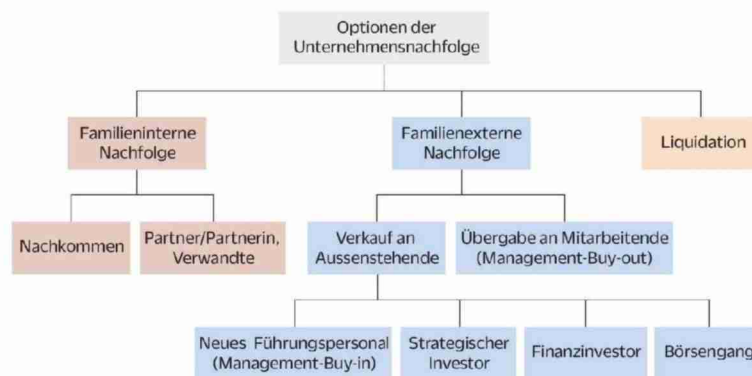 Optionen der
Unternehmensnachfolge
Familieninterne
Nachfolge
Familienexterne
Nachfolge
Liquidation
Nachkommen
Partner/Partnerin,
Verwandte
Verkauf an
Aussenstehende
Übergabe an Mitarbeitende
(Management-Buy-out)
Neues Führungspersonal
(Management-Buy-in)
Strategischer
Investor
Finanzinvestor
Börsengang